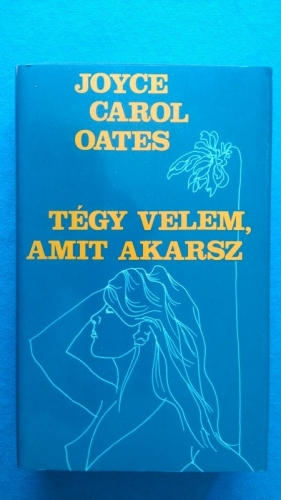 JOYCE
CAROL
OATES
TÉGY VELEM,
AMIT AKARSZ